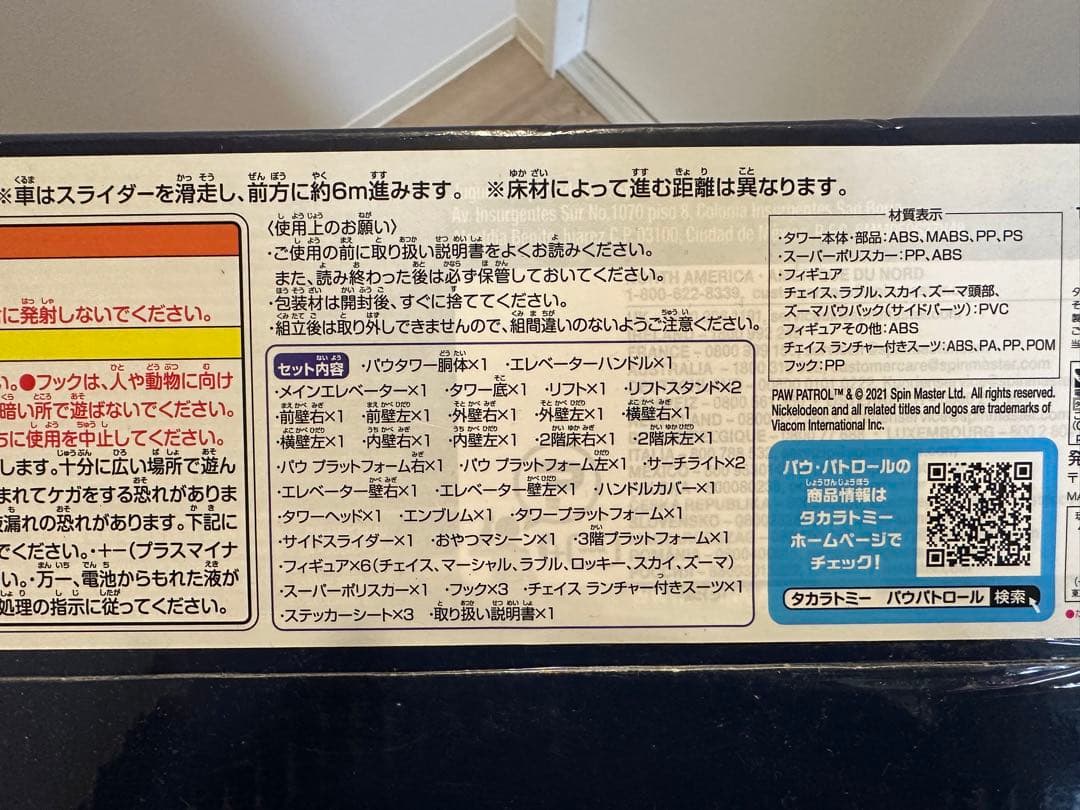 ※車はスライダーを滑走し、前方に約6m進みます。 ※床材によって進む距離は異なります。
に発射しないでください。
い。●フックは、人や動物に向け
暗い所で遊ばないでください。
ちに使用を中止してください。
します。十分に広い場所で遊ん
まれてケガをする恐れがありま
漏れの恐れがあります。下記に
でください。・＋－(プラスマイナ
い。・万一、電池からもれた液が
処理の指示に従ってください。
〈使用上のお願い〉
・ご使用の前に取り扱い説明書をよくお読みください。
また、読み終わった後は必ず保管しておいてください。
・包装材は開封後、すぐに捨ててください。
・組立後は取り外しできませんので、組間違いのないようご注意ください。
セット内容 ・パウタワー胴体×1 ・エレベーターハンドル×1
・メインエレベーター×1 ・タワー底×1 ・リフト×1 ・リフトスタンド×2
・前壁右×1 ・前壁左×1 ・外壁右×1 ・外壁左×1 ・横壁右×1
・横壁左×1 ・内壁右×1 ・内壁左×1 ・2階床右×1 ・2階床左×1
・パウ プラットフォーム右×1 ・パウ プラットフォーム左×1 ・サーチライト×2
・エレベーター壁右×1 ・エレベーター壁左×1 ・ハンドルカバー×1
・タワーヘッド×1 ・エンブレム×1 ・タワープラットフォーム×1
・サイドスライダー×1 ・おやつマシーン×1 ・3階プラットフォーム×1
・フィギュア×6(チェイス、マーシャル、ラブル、ロッキー、スカイ、ズーマ)
・スーパーポリスカー×1 ・フック×3 ・チェイス ランチャー付きスーツ×1
・ステッカーシート×3 ・取り扱い説明書×1
材質表示
・タワー本体・部品:ABS、MABS、PP、PS
・スーパーポリスカー:PP、ABS
・フィギュア
チェイス、ラブル、スカイ、ズーマ頭部、
ズーマパウパック(サイドパーツ):PVC
フィギュアその他:ABS
チェイス ランチャー付きスーツ:ABS、PA、PP、POM
フック:PP
PAW PATROL™ & © 2021 Spin Master Ltd. All rights reserved.
Nickelodeon and all related titles and logos are trademarks of
Viacom International Inc.
パウ・パトロールの
商品情報は
タカラトミー
ホームページで
チェック!
タカラトミー パウパトロール 検索